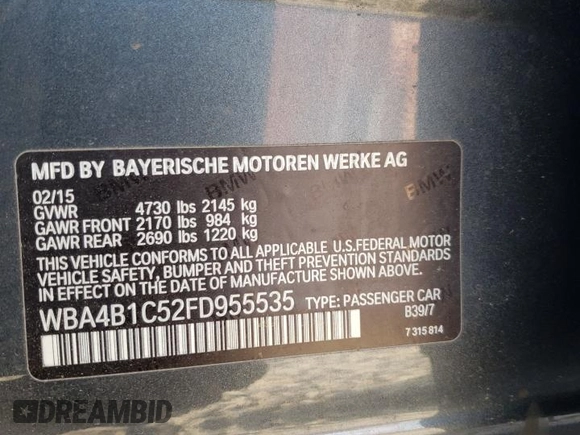 MFD BY BAYERISCHE MOTOREN WERKE AG
02/15
GVWR 4730 lbs 2145 kg
GAWR FRONT 2170 lbs 984 kg
GAWR REAR 2690 lbs 1220 kg
THIS VEHICLE CONFORMS TO ALL APPLICABLE U.S.FEDERAL MOTOR
VEHICLE SAFETY, BUMPER AND THEFT PREVENTION STANDARDS
IN EFFECT ON THE DATE OF MANUFACTURE SHOWN ABOVE.
WBA4B1C52FD955535 TYPE: PASSENGER CAR
B39/7
7 315 814
DREAMBID